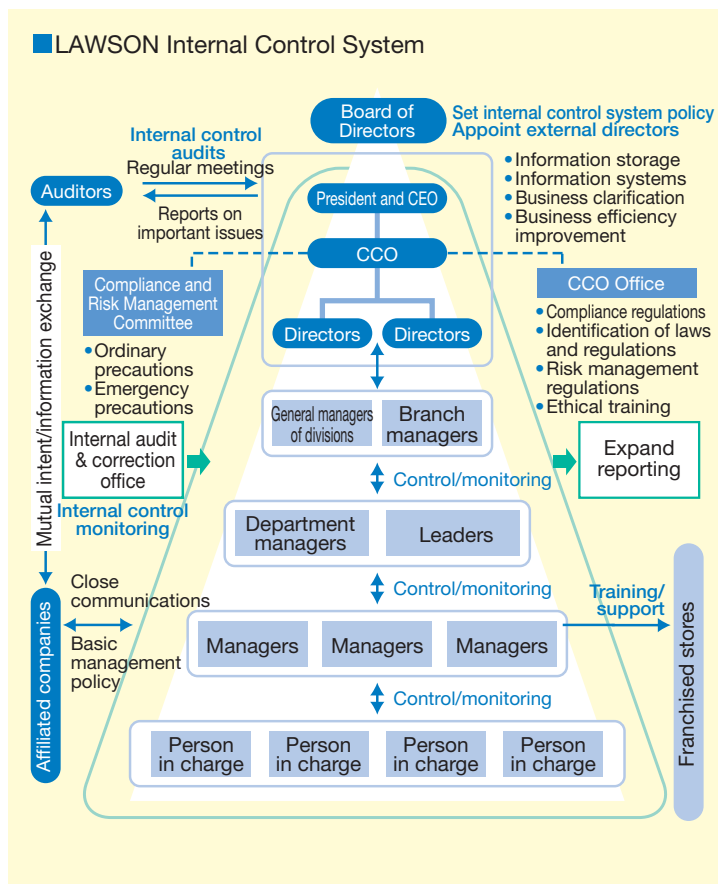 LAWSON Internal Control System
Board of
Directors
Set internal control system policy
Appoint external directors
Internal control
audits
Regular meetings
Auditors
Reports on
important issues
President and CEO
• Information storage
• Information systems
• Business clarification
• Business efficiency
improvement
CCO
Compliance and
Risk Management
Committee
• Ordinary
precautions
• Emergency
precautions
CCO Office
• Compliance regulations
• Identification of laws
and regulations
• Risk management
regulations
• Ethical training
Directors
Directors
Mutual intent/information exchange
General managers
of divisions
Branch
managers
Internal audit
& correction
office
Internal control
monitoring
Expand
reporting
Control/monitoring
Department
managers
Leaders
Control/monitoring
Close
communications
Basic
management
policy
Affiliated companies
Managers
Managers
Managers
Training/
support
Franchised stores
Control/monitoring
Person
in charge
Person
in charge
Person
in charge
Person
in charge